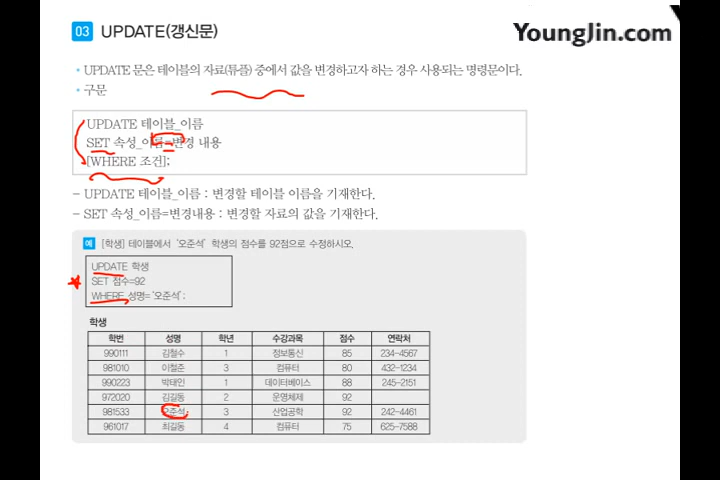 03 UPDATE(갱신문)
YoungJin.com
• UPDATE 문은 테이블의 자료(튜플) 중에서 값을 변경하고자 하는 경우 사용되는 명령문이다.
• 구문
UPDATE 테이블_이름
SET 속성_이름=변경 내용
[WHERE 조건];
- UPDATE 테이블_이름 : 변경할 테이블 이름을 기재한다.
- SET 속성_이름=변경내용 : 변경할 자료의 값을 기재한다.
예 [학생] 테이블에서 '오준석' 학생의 점수를 92점으로 수정하시오.
UPDATE 학생
SET 점수=92
WHERE 성명='오준석';
학생
학번 성명 학년 수강과목 점수 연락처
990111 김철수 1 정보통신 85 234-4567
981010 이철준 3 컴퓨터 80 432-1234
990223 박태인 1 데이터베이스 88 245-2151
972020 김길동 2 운영체제 92
981533 오준석 3 산업공학 92 242-4461
961017 최길동 4 컴퓨터 75 625-7588